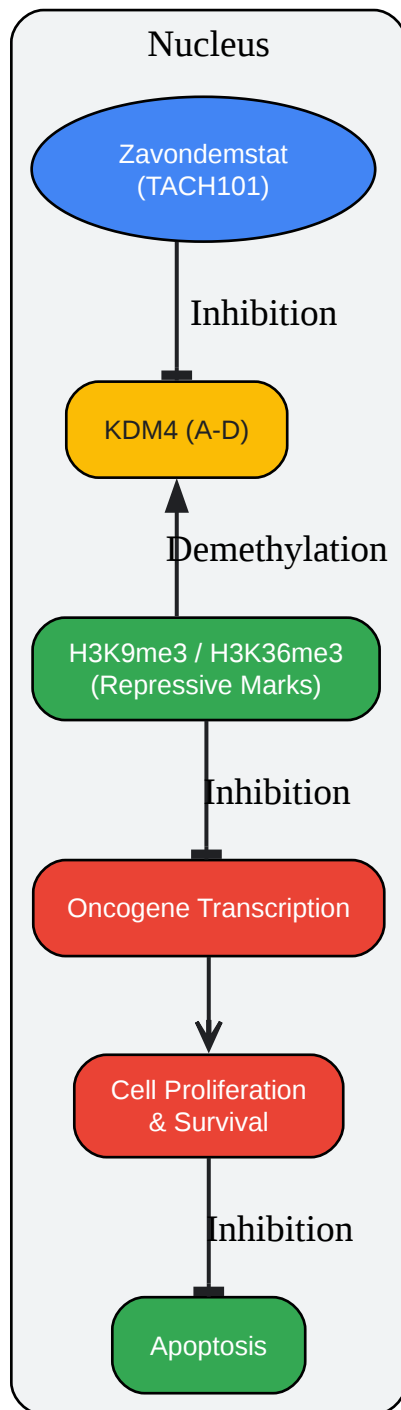 Nucleus
Zavondemstat
(TACH101)
Inhibition
KDM4 (A-D)
Demethylation
H3K9me3 / H3K36me3
(Repressive Marks)
Inhibition
Oncogene Transcription
Cell Proliferation
& Survival
Inhibition
Apoptosis